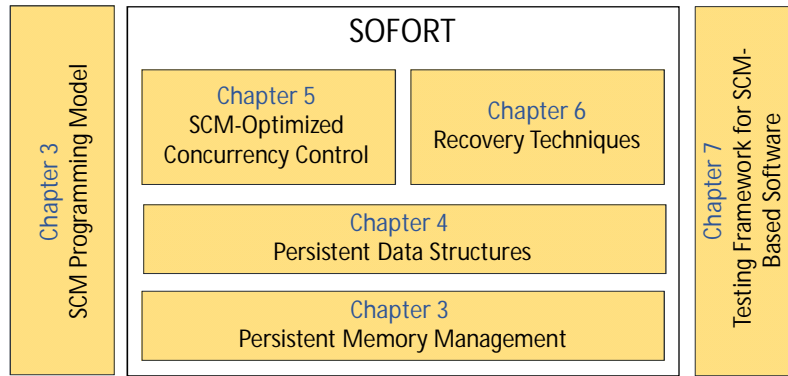 Chapter 3
SCM Programming Model
SOFORT
Chapter 5
SCM-Optimized
Concurrency Control
Chapter 6
Recovery Techniques
Chapter 4
Persistent Data Structures
Chapter 3
Persistent Memory Management
Chapter 7
Testing Framework for SCM-
Based Software